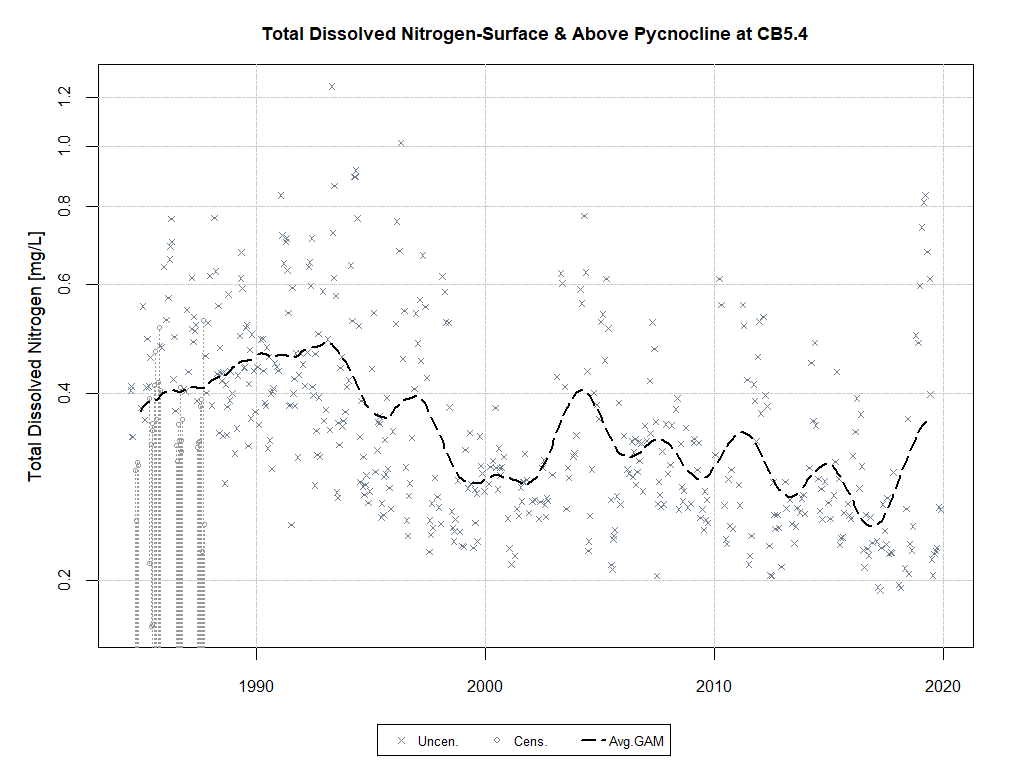 Total Dissolved Nitrogen-Surface & Above Pycnocline at CB5.4
Total Dissolved Nitrogen [mg/L]
1.2
1.0
0.8
0.6
0.4
0.2
1990 2000 2010 2020
Uncen. Cens. Avg.GAM